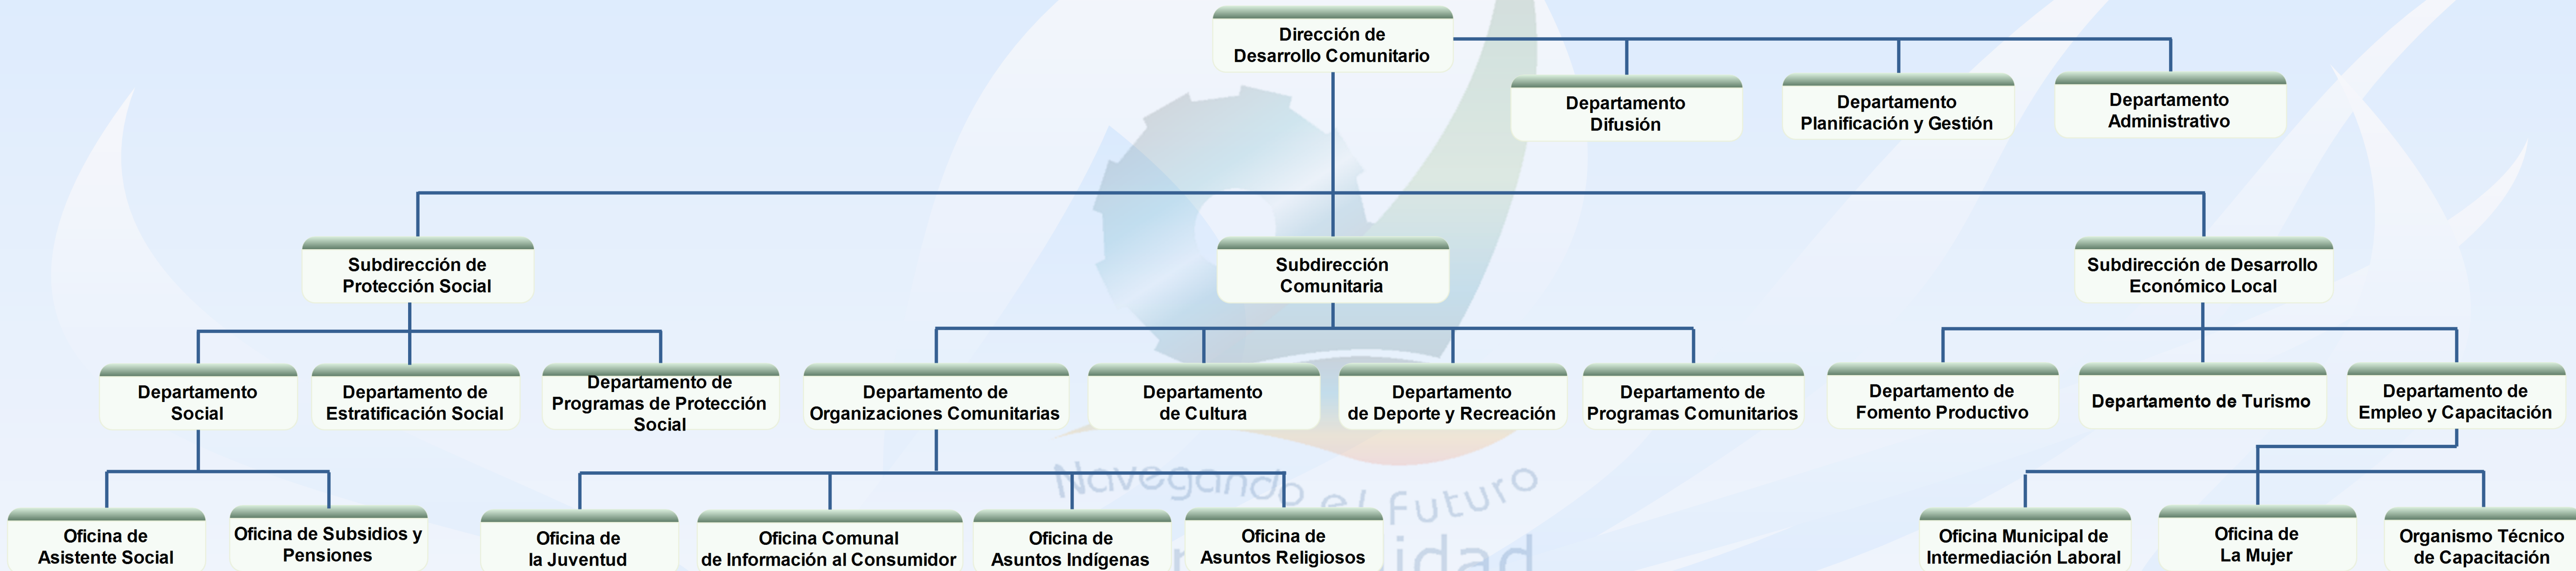 Dirección de
Desarrollo Comunitario
Departamento
Difusión
Departamento
Planificación y Gestión
Departamento
Administrativo
Subdirección de
Protección Social
Subdirección
Comunitaria
Subdirección de Desarrollo
Económico Local
Departamento
Social
Departamento de
Estratificación Social
Departamento de
Programas de Protección
Social
Departamento de
Organizaciones Comunitarias
Departamento
de Cultura
Departamento
de Deporte y Recreación
Departamento de
Programas Comunitarios
Departamento de
Fomento Productivo
Departamento de Turismo
Departamento de
Empleo y Capacitación
Navegando el Futuro
Oficina de
Asistente Social
Oficina de Subsidios y
Pensiones
Oficina de
la Juventud
Oficina Comunal
de Información al Consumidor
Oficina de
Asuntos Indígenas
Oficina de
Asuntos Religiosos
Oficina Municipal de
Intermediación Laboral
Oficina de
La Mujer
Organismo Técnico
de Capacitación